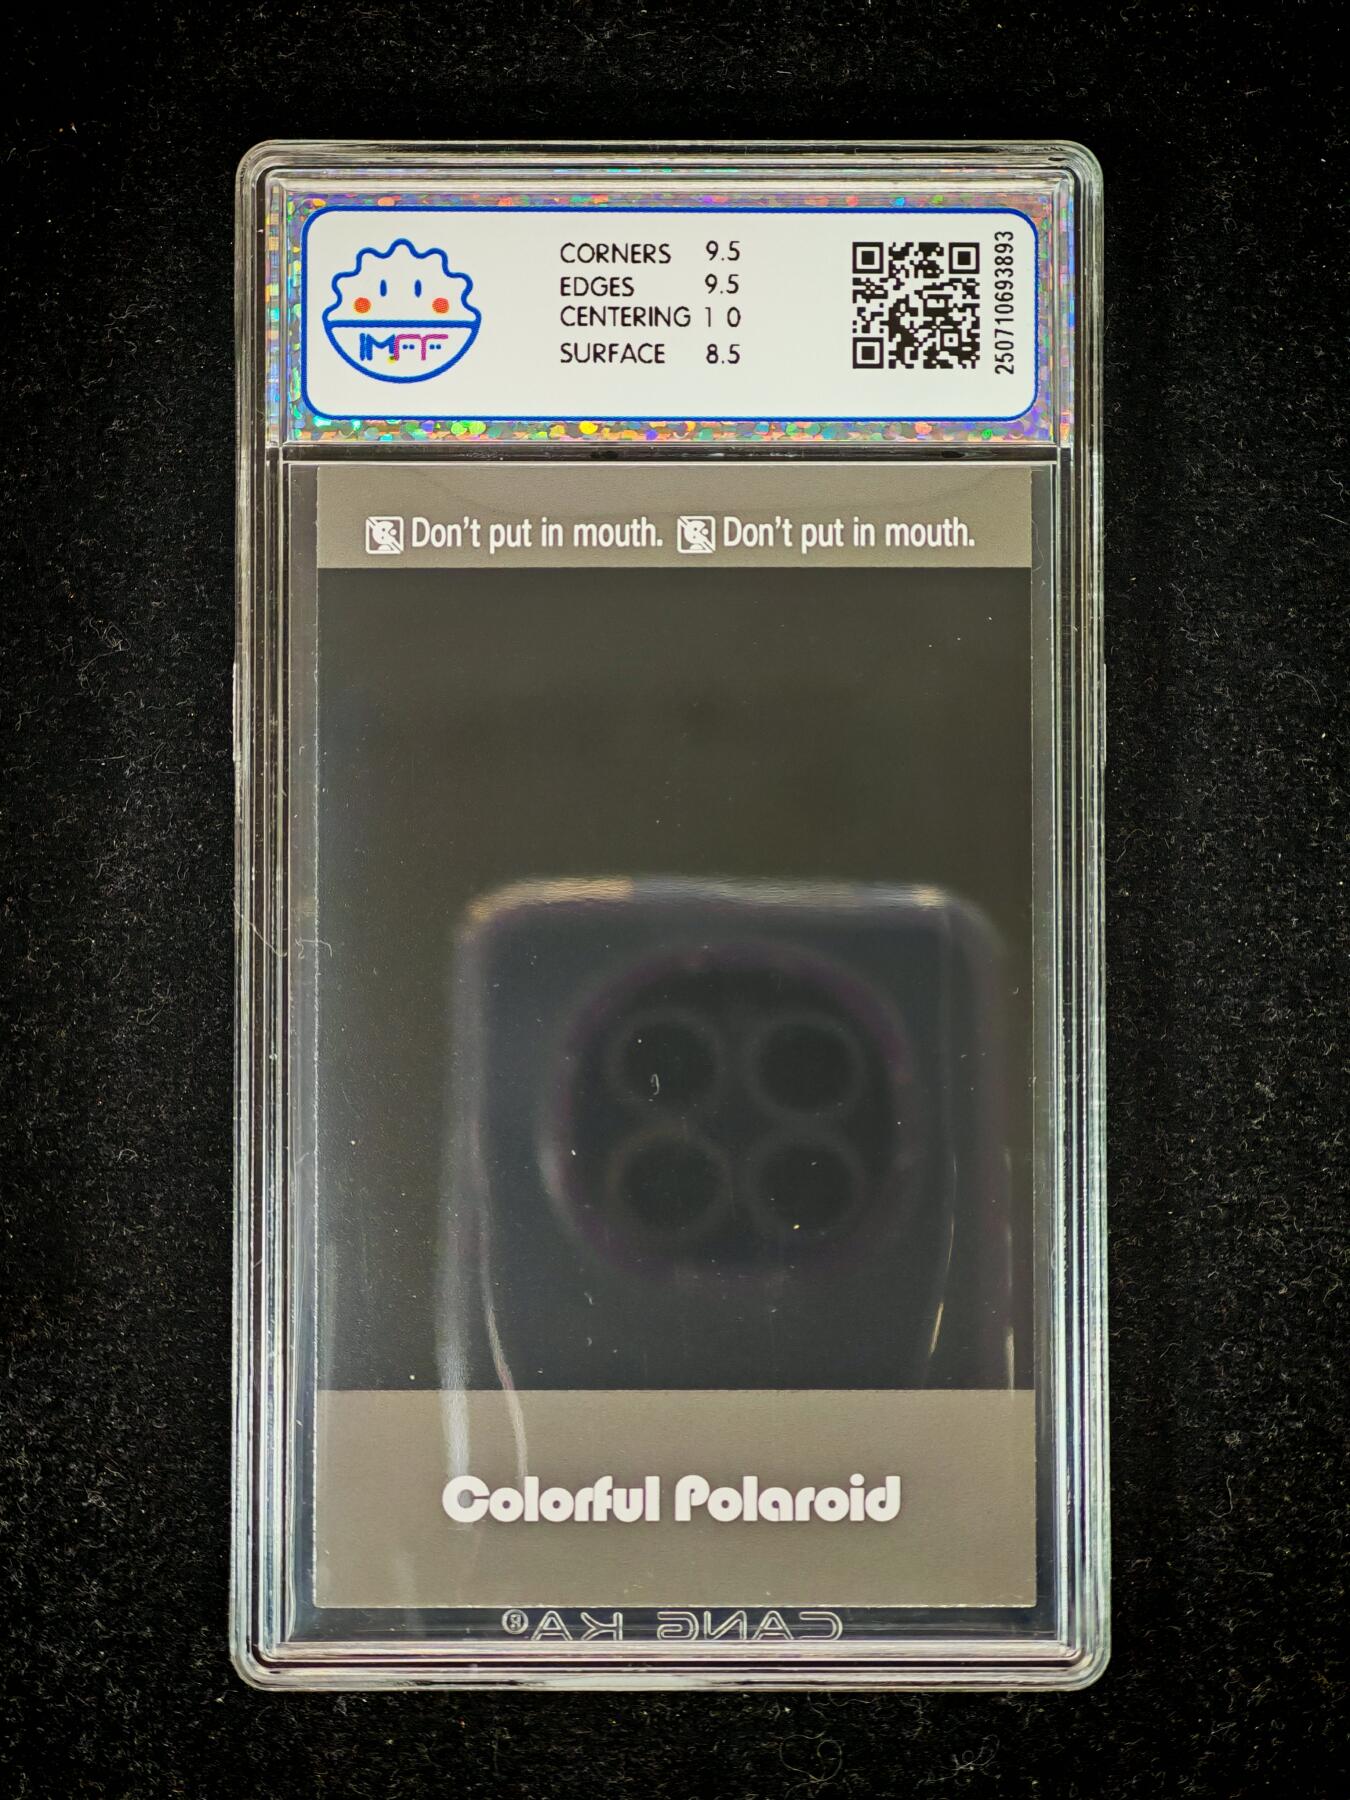 IMFF
CORNERS 9.5
EDGES 9.5
CENTERING 1 0
SURFACE 8.5
250710693893
Don't put in mouth. Don't put in mouth.
Colorful Polaroid
CANG KA®